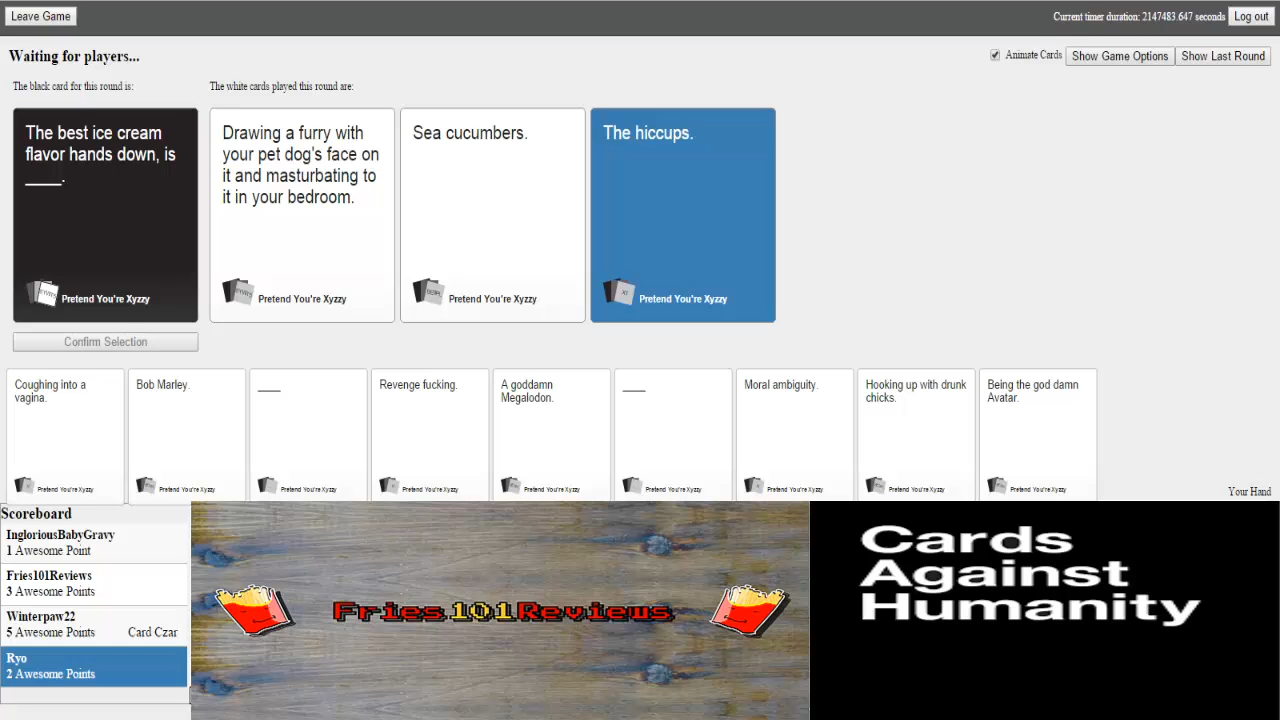 Leave Game
Current timer duration: 2147483.647 seconds
Log out
Waiting for players...
Animate Cards
Show Game Options
Show Last Round
The black card for this round is:
The white cards played this round are:
The best ice cream
flavor hands down, is
____.
Pretend You're Xyzzy
Drawing a furry with
your pet dog's face on
it and masturbating to
it in your bedroom.
Pretend You're Xyzzy
Sea cucumbers.
Pretend You're Xyzzy
The hiccups.
Pretend You're Xyzzy
Confirm Selection
Coughing into a
vagina.
Pretend You're Xyzzy
Bob Marley.
Pretend You're Xyzzy
____
Pretend You're Xyzzy
Revenge fucking.
Pretend You're Xyzzy
A goddamn
Megalodon.
Pretend You're Xyzzy
____
Pretend You're Xyzzy
Moral ambiguity.
Pretend You're Xyzzy
Hooking up with drunk
chicks.
Pretend You're Xyzzy
Being the god damn
Avatar.
Pretend You're Xyzzy
Your Hand
Scoreboard
IngloriousBabyGravy
1 Awesome Point
Fries101Reviews
3 Awesome Points
Winterpaw22
5 Awesome Points Card Czar
Ryo
2 Awesome Points
Fries101Reviews
Cards
Against
Humanity